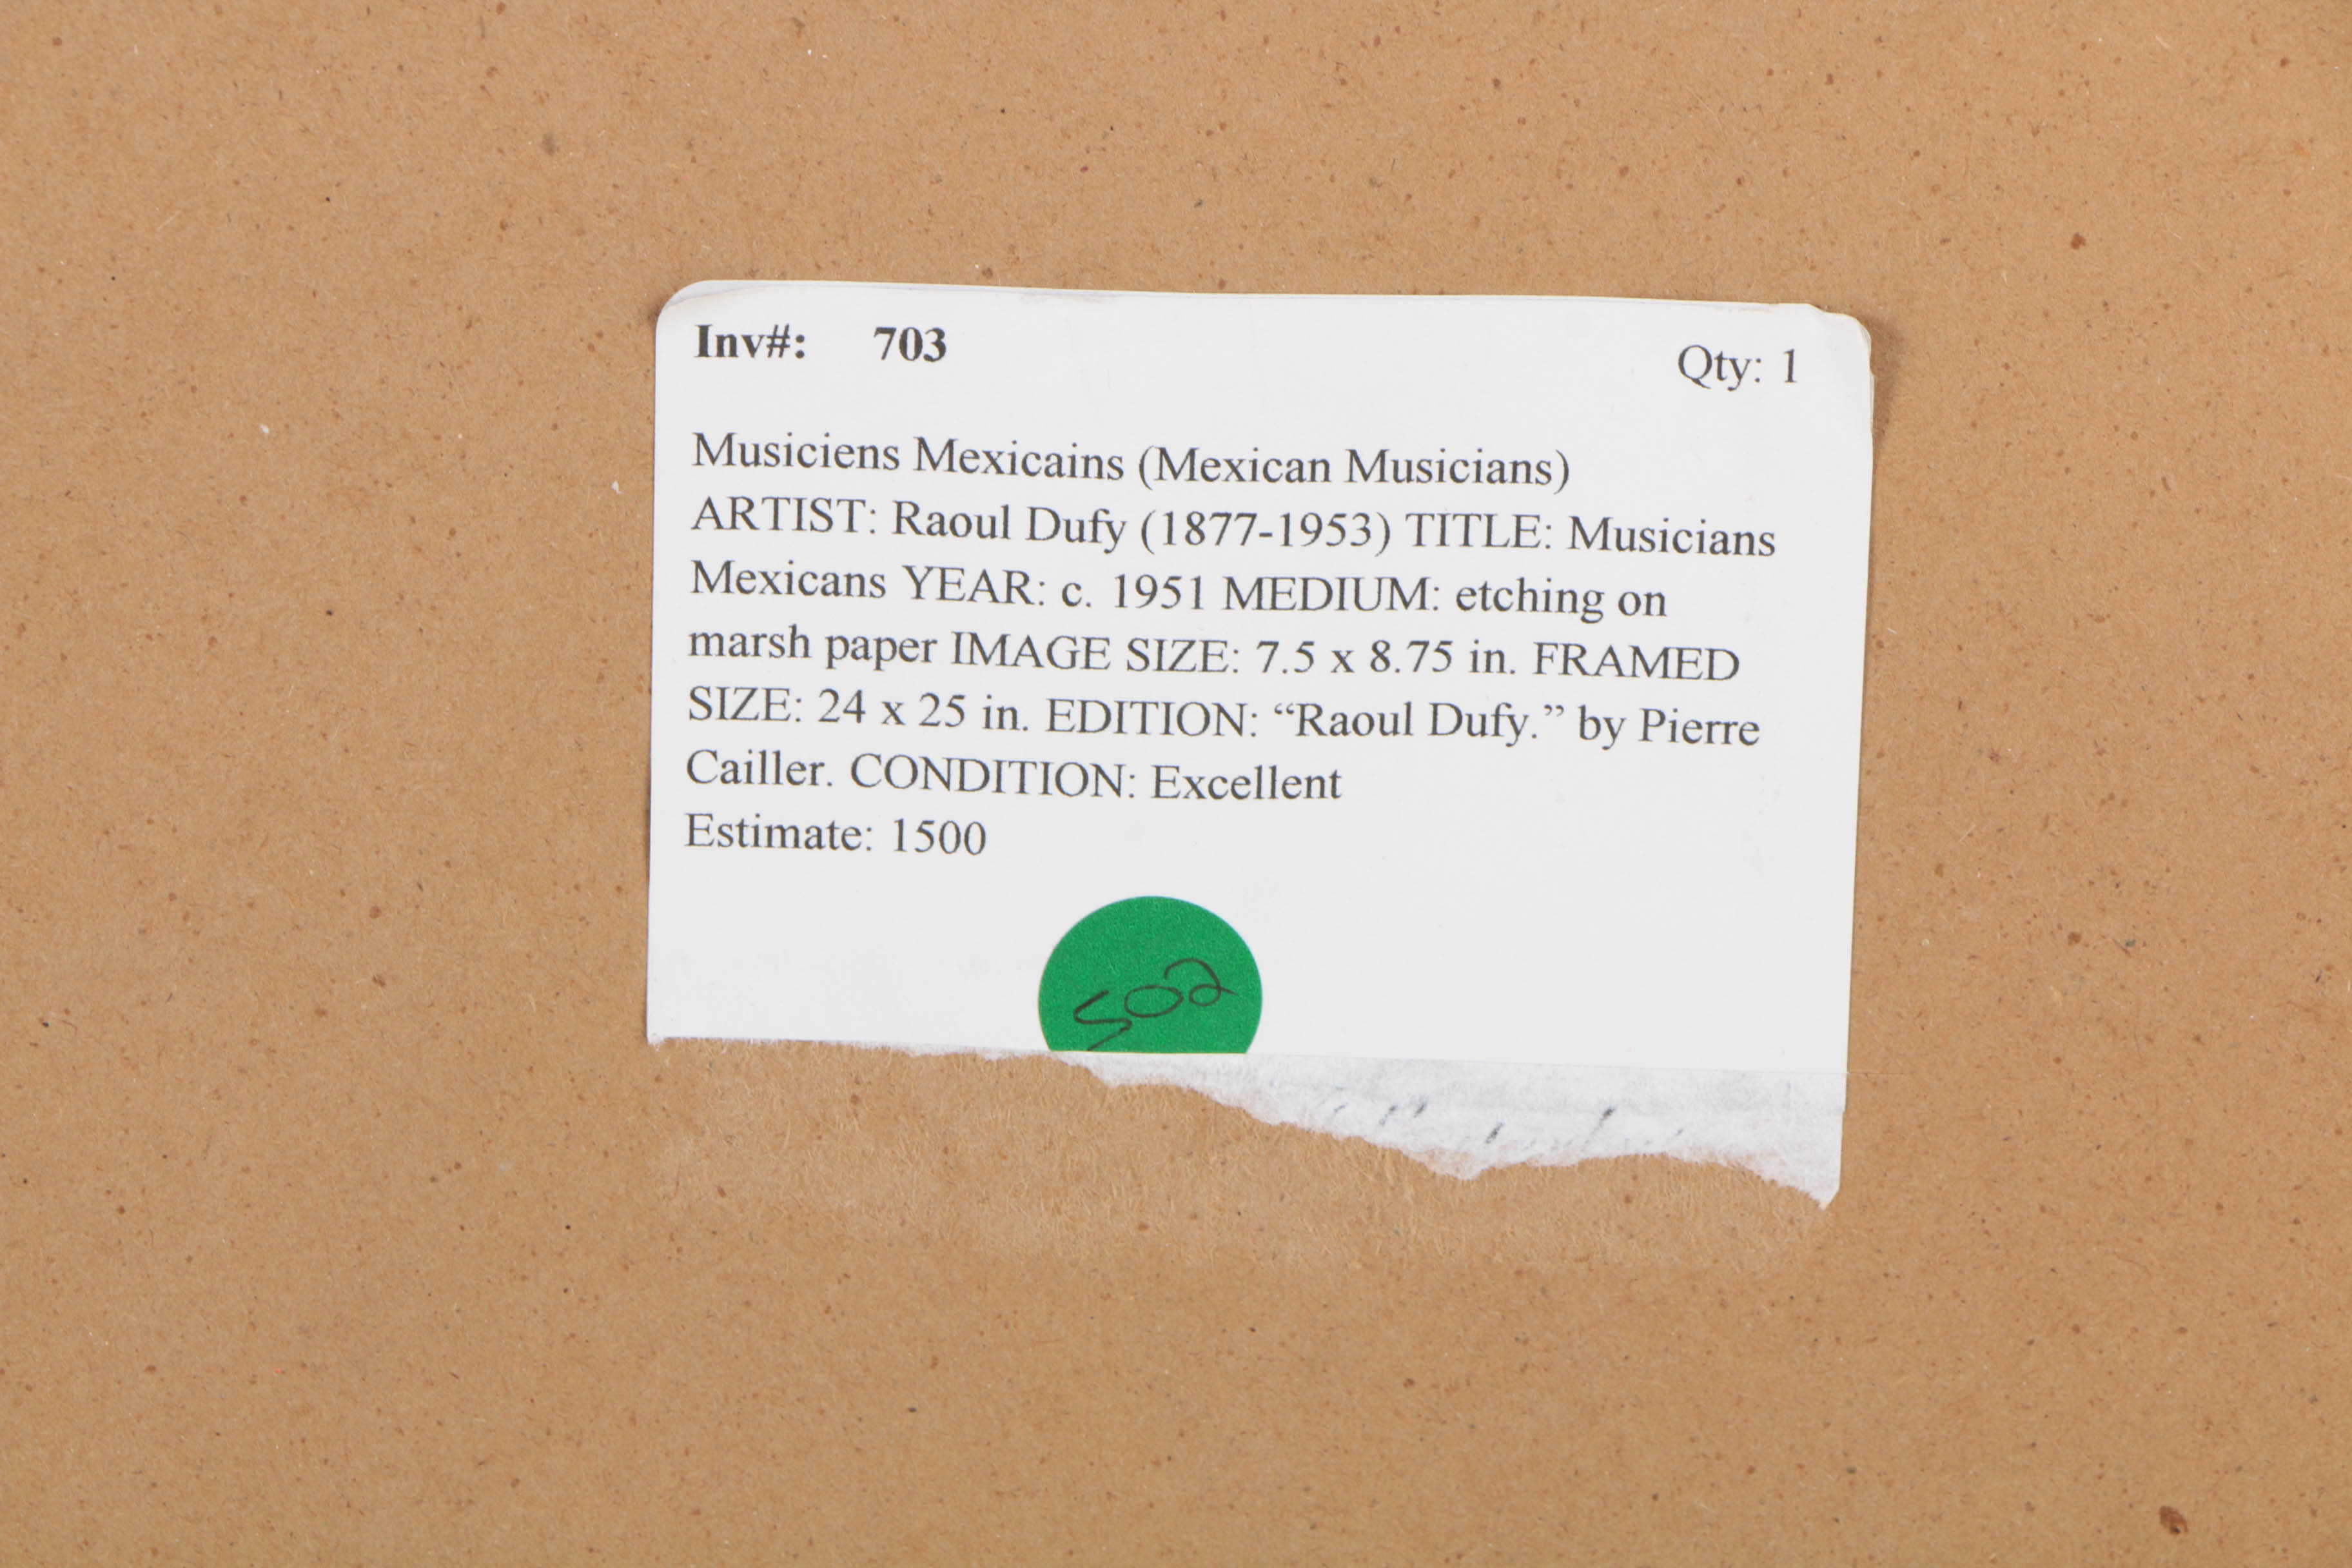 Inv#: 703
Qty: 1
Musiciens Mexicains (Mexican Musicians)
ARTIST: Raoul Dufy (1877-1953) TITLE: Musicians
Mexicans YEAR: c. 1951 MEDIUM: etching on
marsh paper IMAGE SIZE: 7.5 x 8.75 in. FRAMED
SIZE: 24 x 25 in. EDITION: “Raoul Dufy.” by Pierre
Cailler. CONDITION: Excellent
Estimate: 1500
502